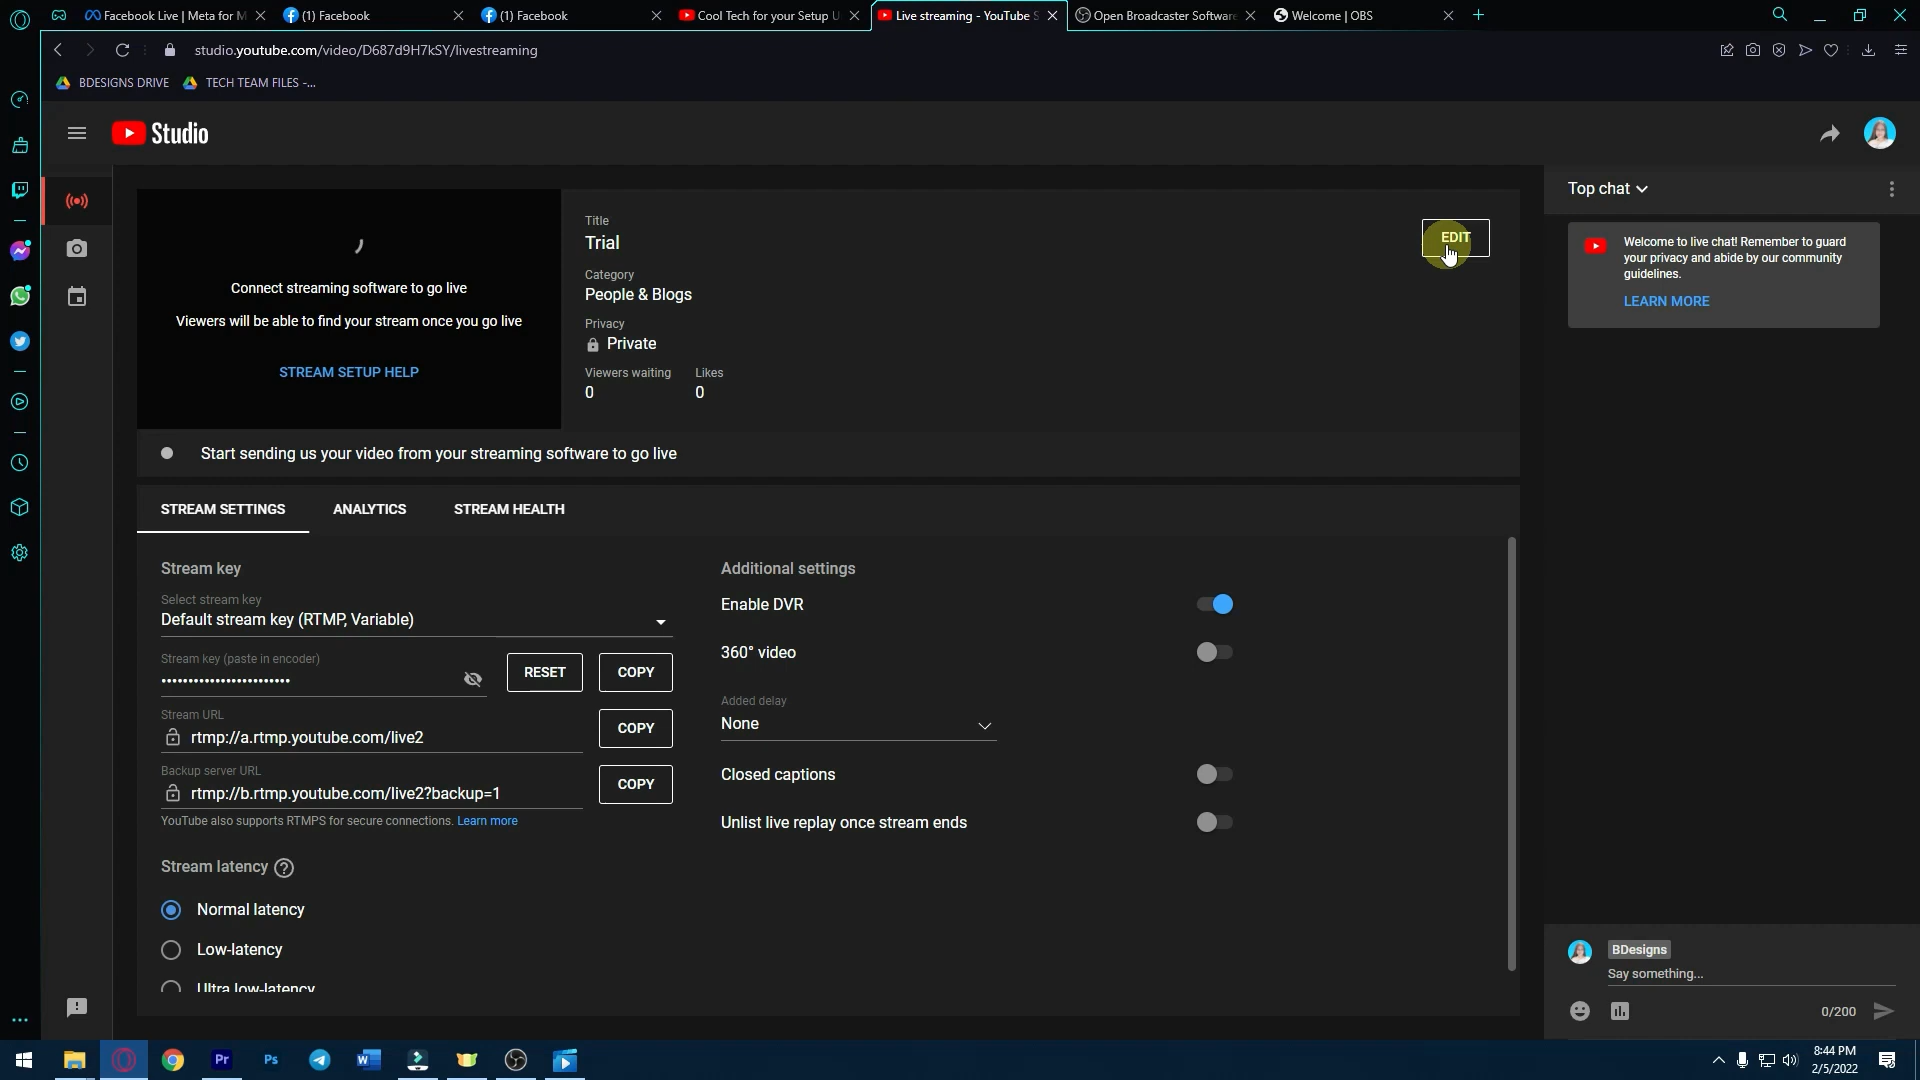 Facebook Live | Meta for M
(1) Facebook
(1) Facebook
Cool Tech for your Setup U
Live streaming - YouTube S
Open Broadcaster Software
Welcome | OBS
studio.youtube.com/video/D687d9H7kSY/livestreaming
BDESIGNS DRIVE
TECH TEAM FILES -...
Studio
Connect streaming software to go live
Viewers will be able to find your stream once you go live
STREAM SETUP HELP
Title
Trial
EDIT
Category
People & Blogs
Privacy
Private
Viewers waiting
Likes
0
0
Top chat
Welcome to live chat! Remember to guard
your privacy and abide by our community
guidelines.
LEARN MORE
Start sending us your video from your streaming software to go live
STREAM SETTINGS
ANALYTICS
STREAM HEALTH
Stream key
Select stream key
Default stream key (RTMP, Variable)
Stream key (paste in encoder)
••••••••••••••••••••••••
RESET
COPY
Stream URL
rtmp://a.rtmp.youtube.com/live2
COPY
Backup server URL
rtmp://b.rtmp.youtube.com/live2?backup=1
COPY
YouTube also supports RTMPS for secure connections. Learn more
Stream latency
Normal latency
Low-latency
Ultra low-latency
Additional settings
Enable DVR
360° video
Added delay
None
Closed captions
Unlist live replay once stream ends
BDesigns
Say something...
0/200
Pr
Ps
W
8:44 PM
2/5/2022